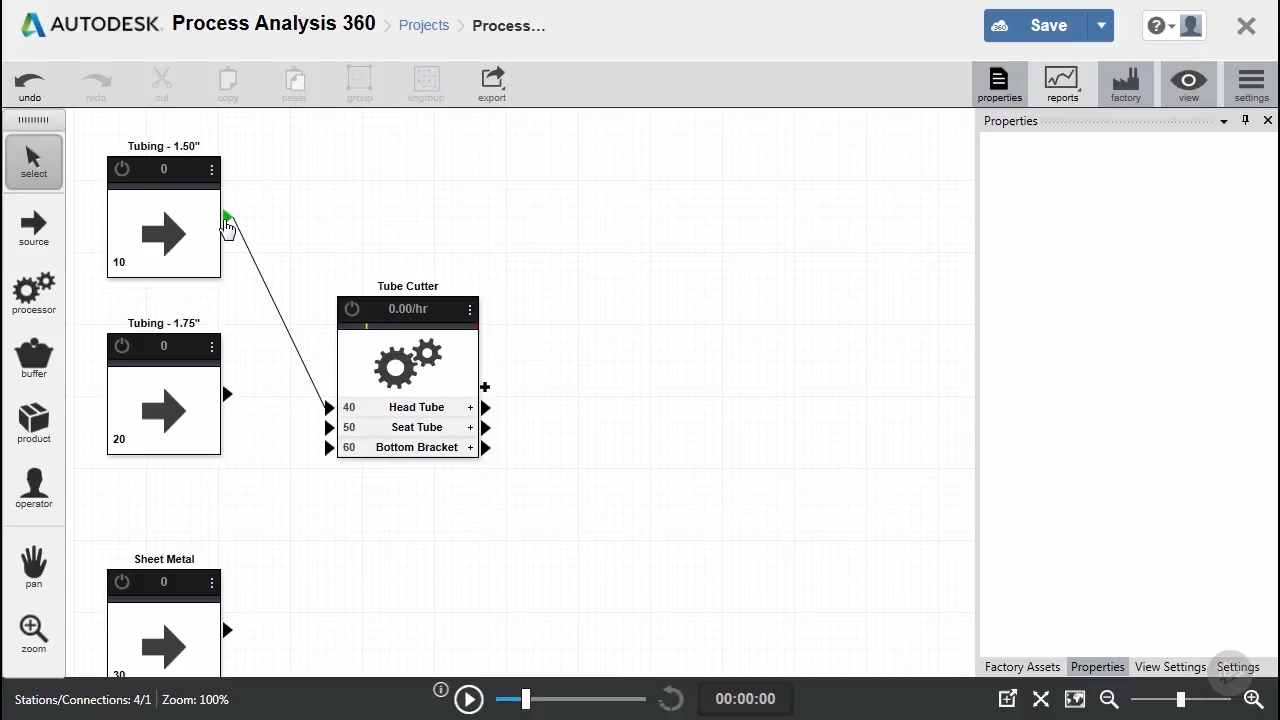 AUTODESK. Process Analysis 360 Projects Process...
Save
undo redo cut copy paste group ungroup export
properties reports factory view settings
Properties
select
source
processor
buffer
product
operator
pan
zoom
Tubing - 1.50"
0
10
Tubing - 1.75"
0
20
Sheet Metal
0
30
Tube Cutter
0.00/hr
40 Head Tube +
50 Seat Tube +
60 Bottom Bracket +
Factory Assets Properties View Settings Settings
Stations/Connections: 4/1 Zoom: 100%
00:00:00